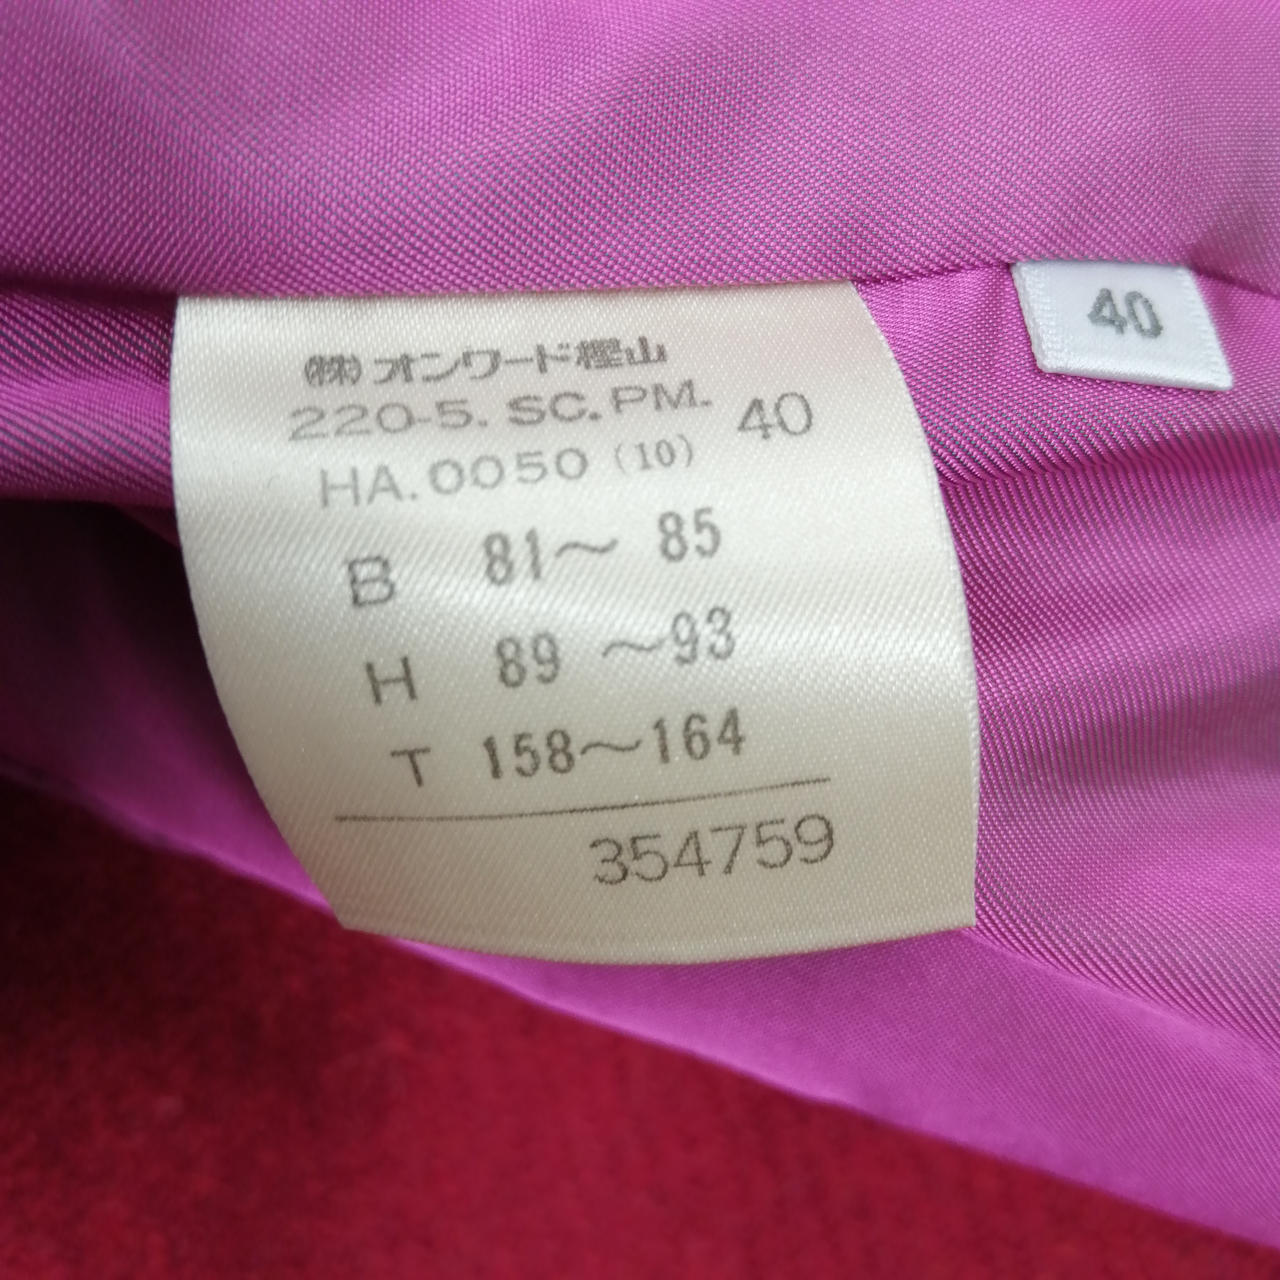 ㈱オンワード樫山
220-5. SC. PM. 40
HA. 0050 (10)
B 81〜 85
H 89 〜93
T 158〜164
354759
40